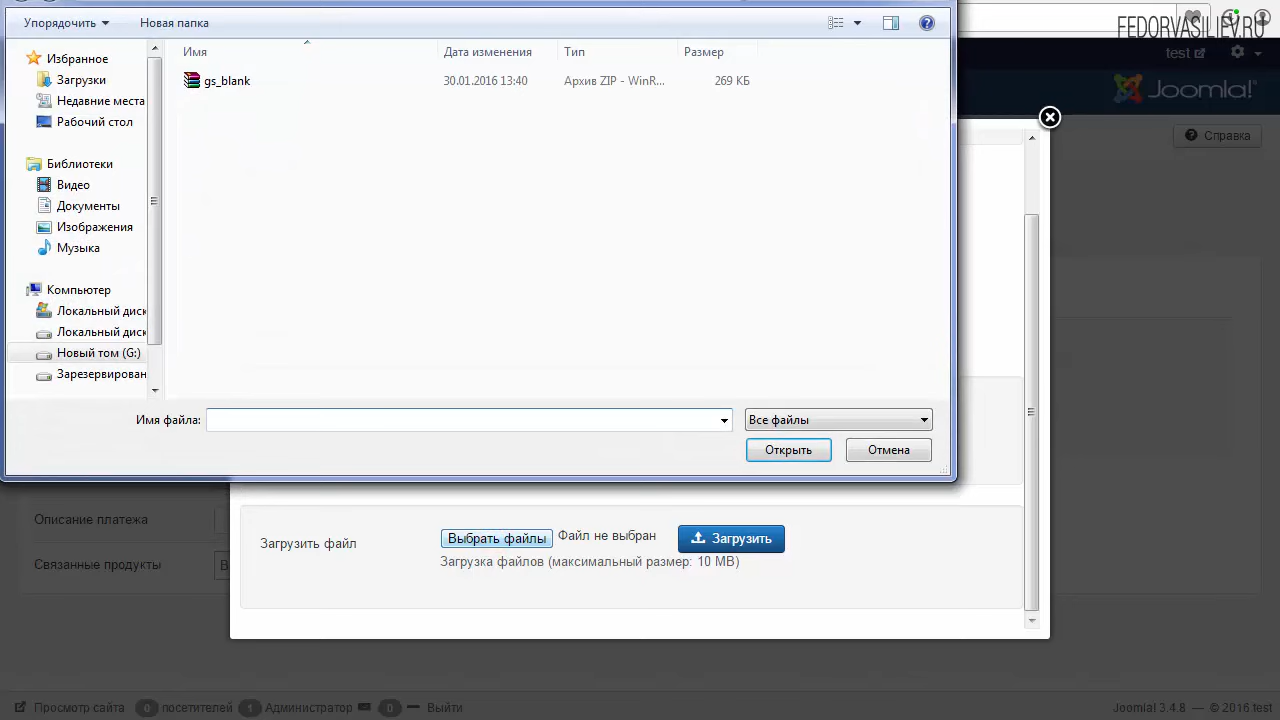 Упорядочить
Новая папка
FEDORVASILIEV.RU
test
Joomla!
Справка
Имя
Дата изменения
Тип
Размер
gs_blank
30.01.2016 13:40
Архив ZIP - WinR...
269 КБ
Избранное
Загрузки
Недавние места
Рабочий стол
Библиотеки
Видео
Документы
Изображения
Музыка
Компьютер
Локальный диск
Локальный диск
Новый том (G:)
Зарезервирован
Имя файла:
Все файлы
Открыть
Отмена
Описание платежа
Связанные продукты
В
Загрузить файл
Выбрать файлы
Файл не выбран
Загрузить
Загрузка файлов (максимальный размер: 10 MB)
Просмотр сайта
0 посетителей
1 Администратор
0
Выйти
Joomla! 3.4.8 — © 2016 test